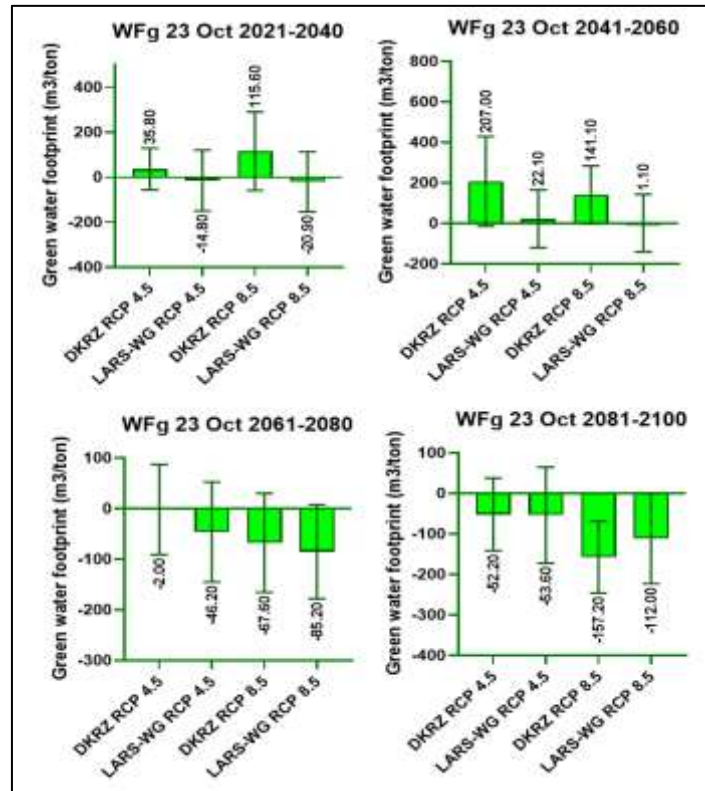 WFg 23 Oct 2021-2040
Green water footprint (m3/ton)
400
200
0
-200
-400
35.80
-14.80
115.60
-20.90
DKRZ RCP 4.5
LARS-WG RCP 4.5
DKRZ RCP 8.5
LARS-WG RCP 8.5
WFg 23 Oct 2041-2060
Green water footprint (m3/ton)
800
600
400
200
0
-200
207.00
22.10
141.10
1.10
DKRZ RCP 4.5
LARS-WG RCP 4.5
DKRZ RCP 8.5
LARS-WG RCP 8.5
WFg 23 Oct 2061-2080
Green water footprint (m3/ton)
100
0
-100
-200
-300
-2.00
-46.20
-67.60
-85.20
DKRZ RCP 4.5
LARS-WG RCP 4.5
DKRZ RCP 8.5
LARS-WG RCP 8.5
WFg 23 Oct 2081-2100
Green water footprint (m3/ton)
100
0
-100
-200
-300
-400
-52.20
-53.60
-157.20
-112.00
DKRZ RCP 4.5
LARS-WG RCP 4.5
DKRZ RCP 8.5
LARS-WG RCP 8.5